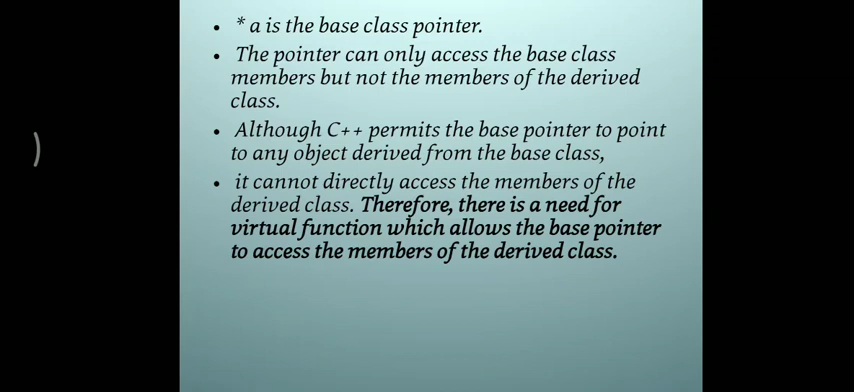 • * a is the base class pointer.
• The pointer can only access the base class
members but not the members of the derived
class.
• Although C++ permits the base pointer to point
to any object derived from the base class,
• it cannot directly access the members of the
derived class. Therefore, there is a need for
virtual function which allows the base pointer
to access the members of the derived class.